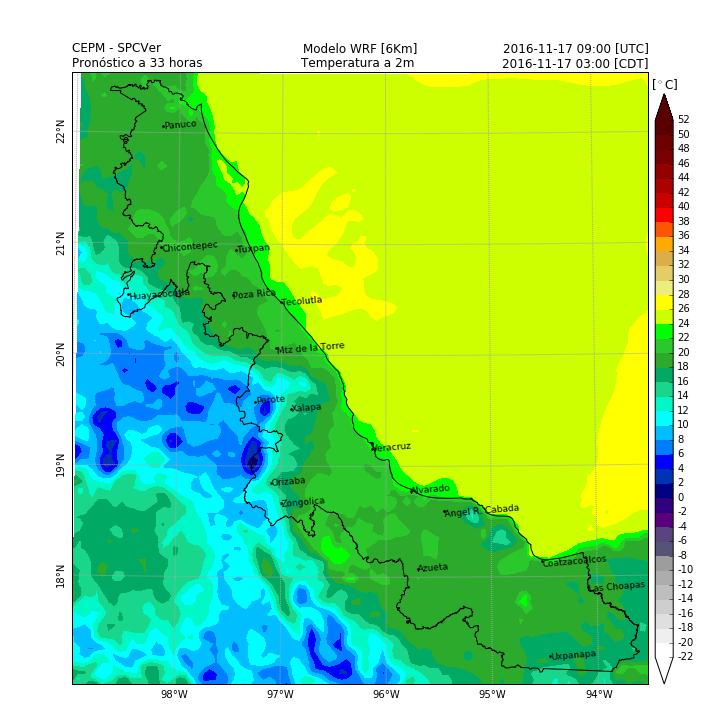 CEPM - SPCVer Modelo WRF [6Km] 2016-11-17 09:00 [UTC]
Pronóstico a 33 horas Temperatura a 2m 2016-11-17 03:00 [CDT]
[°C]
52
50
48
46
44
42
40
38
36
34
32
30
28
26
24
22
20
18
16
14
12
10
8
6
4
2
0
-2
-4
-6
-8
-10
-12
-14
-16
-18
-20
-22
22°N
21°N
20°N
19°N
18°N
Panuco
Chicontepec
Tuxpan
Huayacocotla
Poza Rica
Tecolutla
Mtz de la Torre
Perote
Xalapa
Veracruz
Orizaba
Alvarado
Zongolica
Angel R. Cabada
Azueta
Coatzacoalcos
Las Choapas
Uxpanapa
98°W 97°W 96°W 95°W 94°W